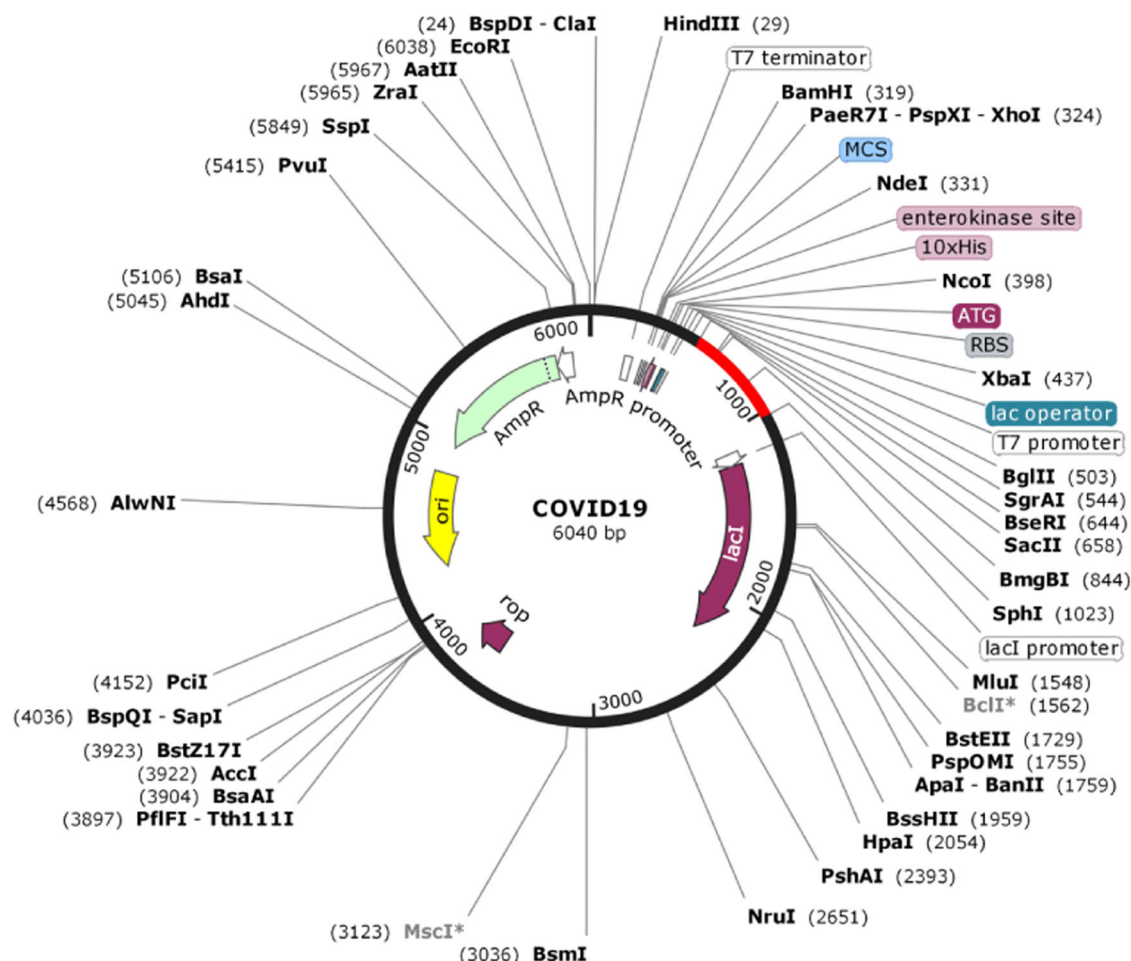 (24) BspDI - ClaI
HindIII (29)
(6038) EcoRI
T7 terminator
(5967) AatII
BamHI (319)
(5965) ZraI
PaeR7I - PspXI - XhoI (324)
(5849) SspI
MCS
(5415) PvuI
NdeI (331)
enterokinase site
10xHis
(5106) BsaI
NcoI (398)
(5045) AhdI
ATG
RBS
XbaI (437)
lac operator
T7 promoter
BglII (503)
SgrAI (544)
BseRI (644)
SacII (658)
BmgBI (844)
SphI (1023)
lacI promoter
MluI (1548)
BclI* (1562)
BstEII (1729)
PspOMI (1755)
ApaI - BanII (1759)
BssHII (1959)
HpaI (2054)
PshAI (2393)
NruI (2651)
(4568) AlwNI
(4152) PciI
(4036) BspQI - SapI
(3923) BstZ17I
(3922) AccI
(3904) BsaAI
(3897) PflFI - Tth111I
(3123) MscI*
(3036) BsmI
6000
1000
2000
3000
4000
5000
AmpR
AmpR promoter
ori
rop
lacI
COVID19
6040 bp